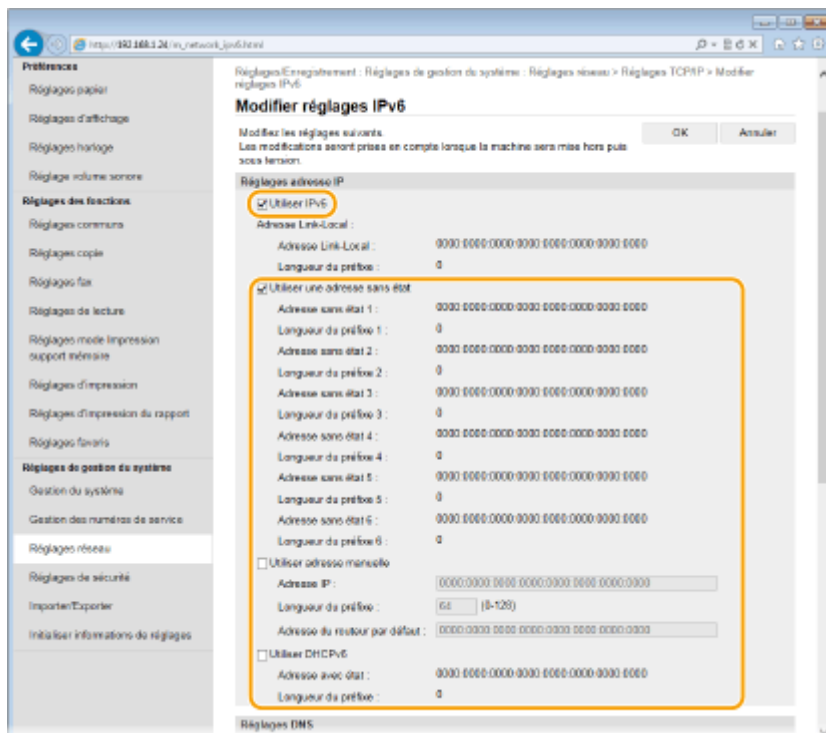 http://192.168.1.24/m_network_ipv6.html
Préférences
Réglages papier
Réglages d'affichage
Réglages horloge
Réglage volume sonore
Réglages des fonctions
Réglages communs
Réglages copie
Réglages fax
Réglages de lecture
Réglages mode impression
support mémoire
Réglages d'impression
Réglages d'impression du rapport
Réglages favoris
Réglages de gestion du système
Gestion du système
Gestion des numéros de service
Réglages réseau
Réglages de sécurité
Importer/Exporter
Initialiser informations de réglages
Réglages/Enregistrement : Réglages de gestion du système : Réglages réseau > Réglages TCP/IP > Modifier
réglages IPv6
Modifier réglages IPv6
Modifiez les réglages suivants.
Les modifications seront prises en compte lorsque la machine sera mise hors puis
sous tension.
OK Annuler
Réglages adresse IP
Utiliser IPv6
Adresse Link-Local :
Adresse Link-Local : 0000:0000:0000:0000:0000:0000:0000:0000
Longueur du préfixe : 0
Utiliser une adresse sans état
Adresse sans état 1 : 0000:0000:0000:0000:0000:0000:0000:0000
Longueur du préfixe 1 : 0
Adresse sans état 2 : 0000:0000:0000:0000:0000:0000:0000:0000
Longueur du préfixe 2 : 0
Adresse sans état 3 : 0000:0000:0000:0000:0000:0000:0000:0000
Longueur du préfixe 3 : 0
Adresse sans état 4 : 0000:0000:0000:0000:0000:0000:0000:0000
Longueur du préfixe 4 : 0
Adresse sans état 5 : 0000:0000:0000:0000:0000:0000:0000:0000
Longueur du préfixe 5 : 0
Adresse sans état 6 : 0000:0000:0000:0000:0000:0000:0000:0000
Longueur du préfixe 6 : 0
Utiliser adresse manuelle
Adresse IP : 0000:0000:0000:0000:0000:0000:0000:0000
Longueur du préfixe : 64 (0-128)
Adresse du routeur par défaut : 0000:0000:0000:0000:0000:0000:0000:0000
Utiliser DHCPv6
Adresse avec état : 0000:0000:0000:0000:0000:0000:0000:0000
Longueur du préfixe : 0
Réglages DNS